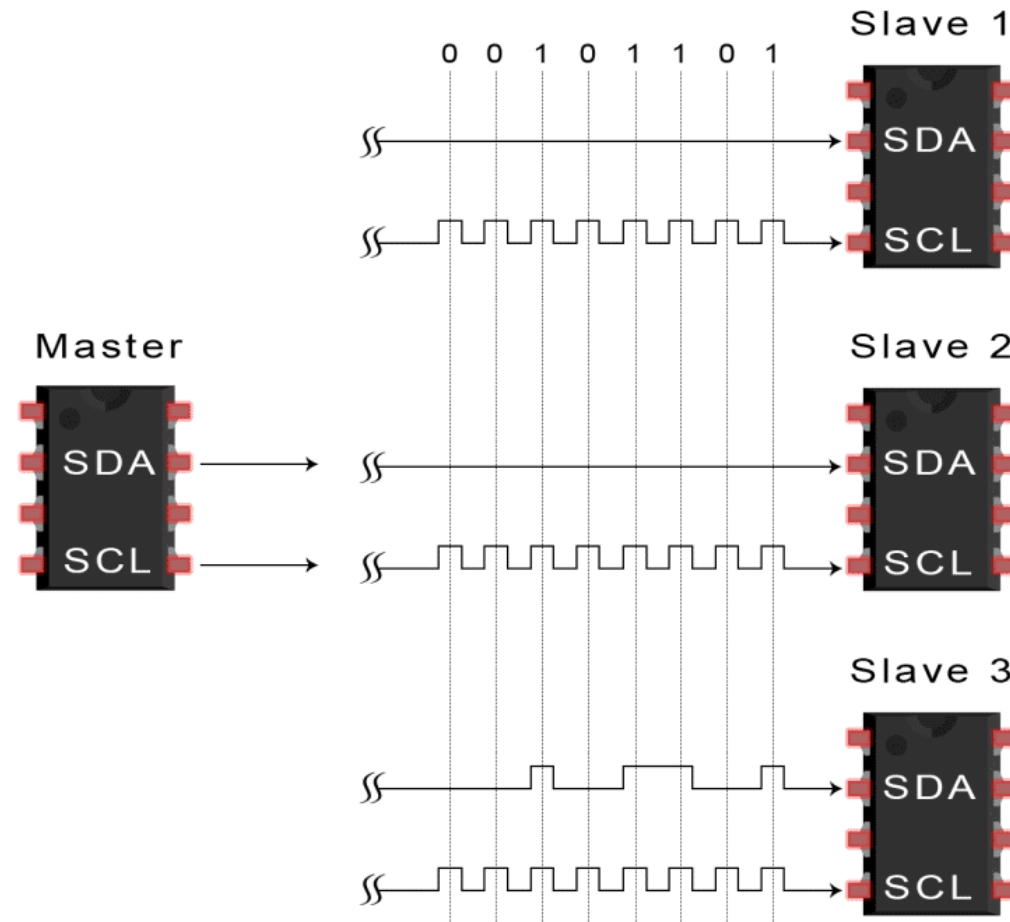 Slave 1
0 0 1 0 1 1 0 1
SDA
SCL
Master
SDA
SCL
Slave 2
SDA
SCL
Slave 3
SDA
SCL